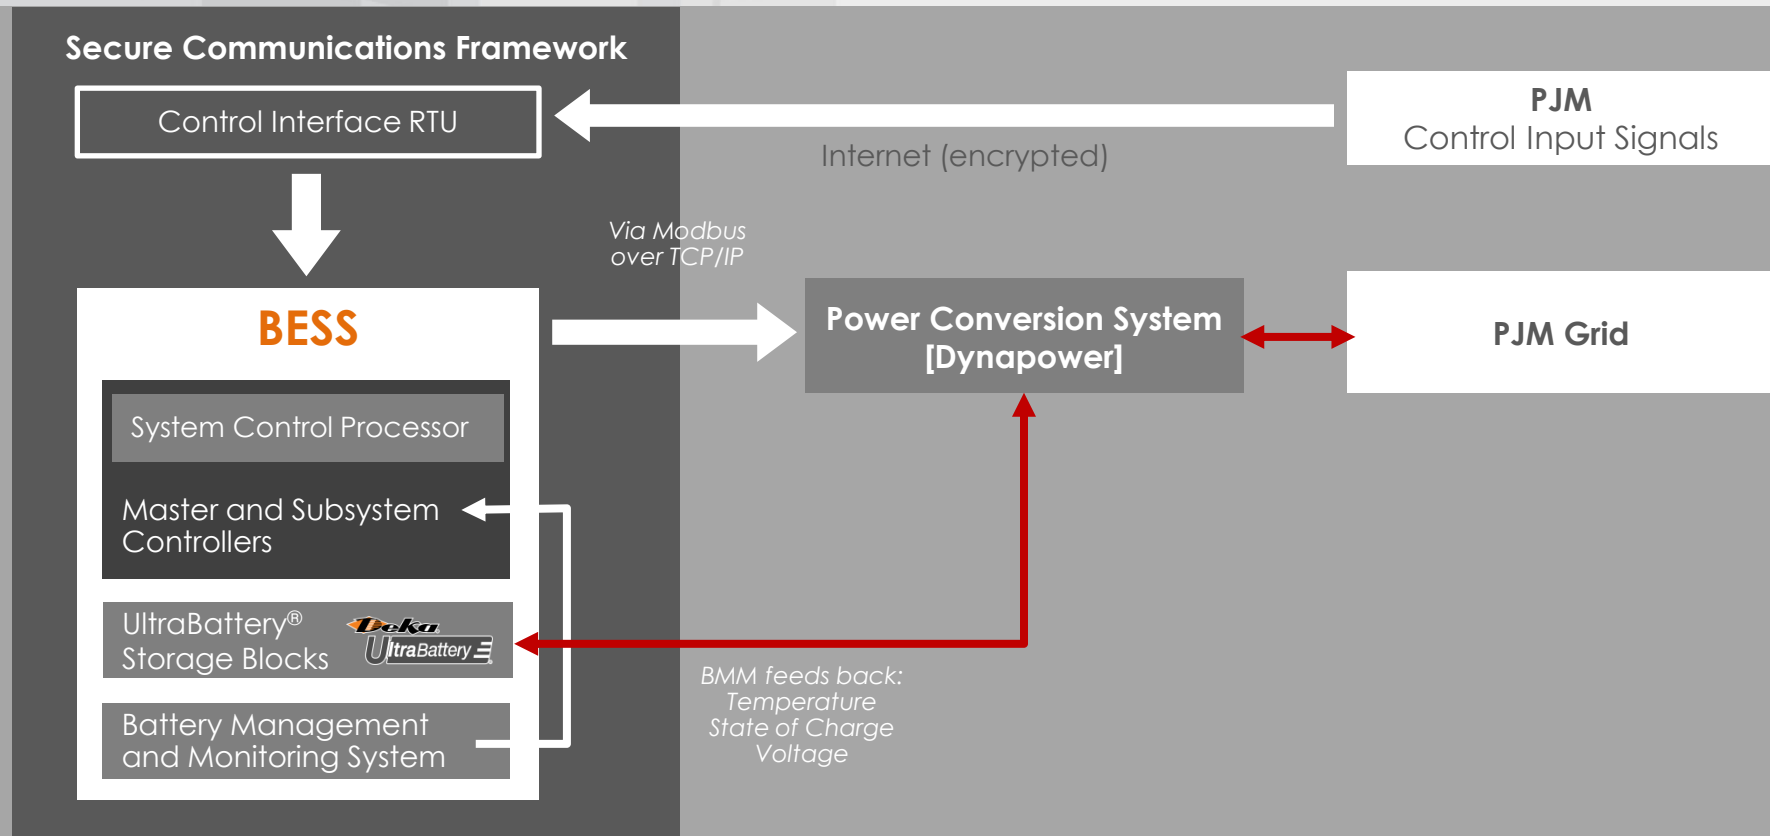 Secure Communications Framework
Control Interface RTU
PJM
Control Input Signals
Internet (encrypted)
Via Modbus
over TCP/IP
BESS
Power Conversion System
[Dynapower]
PJM Grid
System Control Processor
Master and Subsystem
Controllers
UltraBattery®
Storage Blocks
Deka
UltraBattery
BMM feeds back:
Temperature
State of Charge
Voltage
Battery Management
and Monitoring System